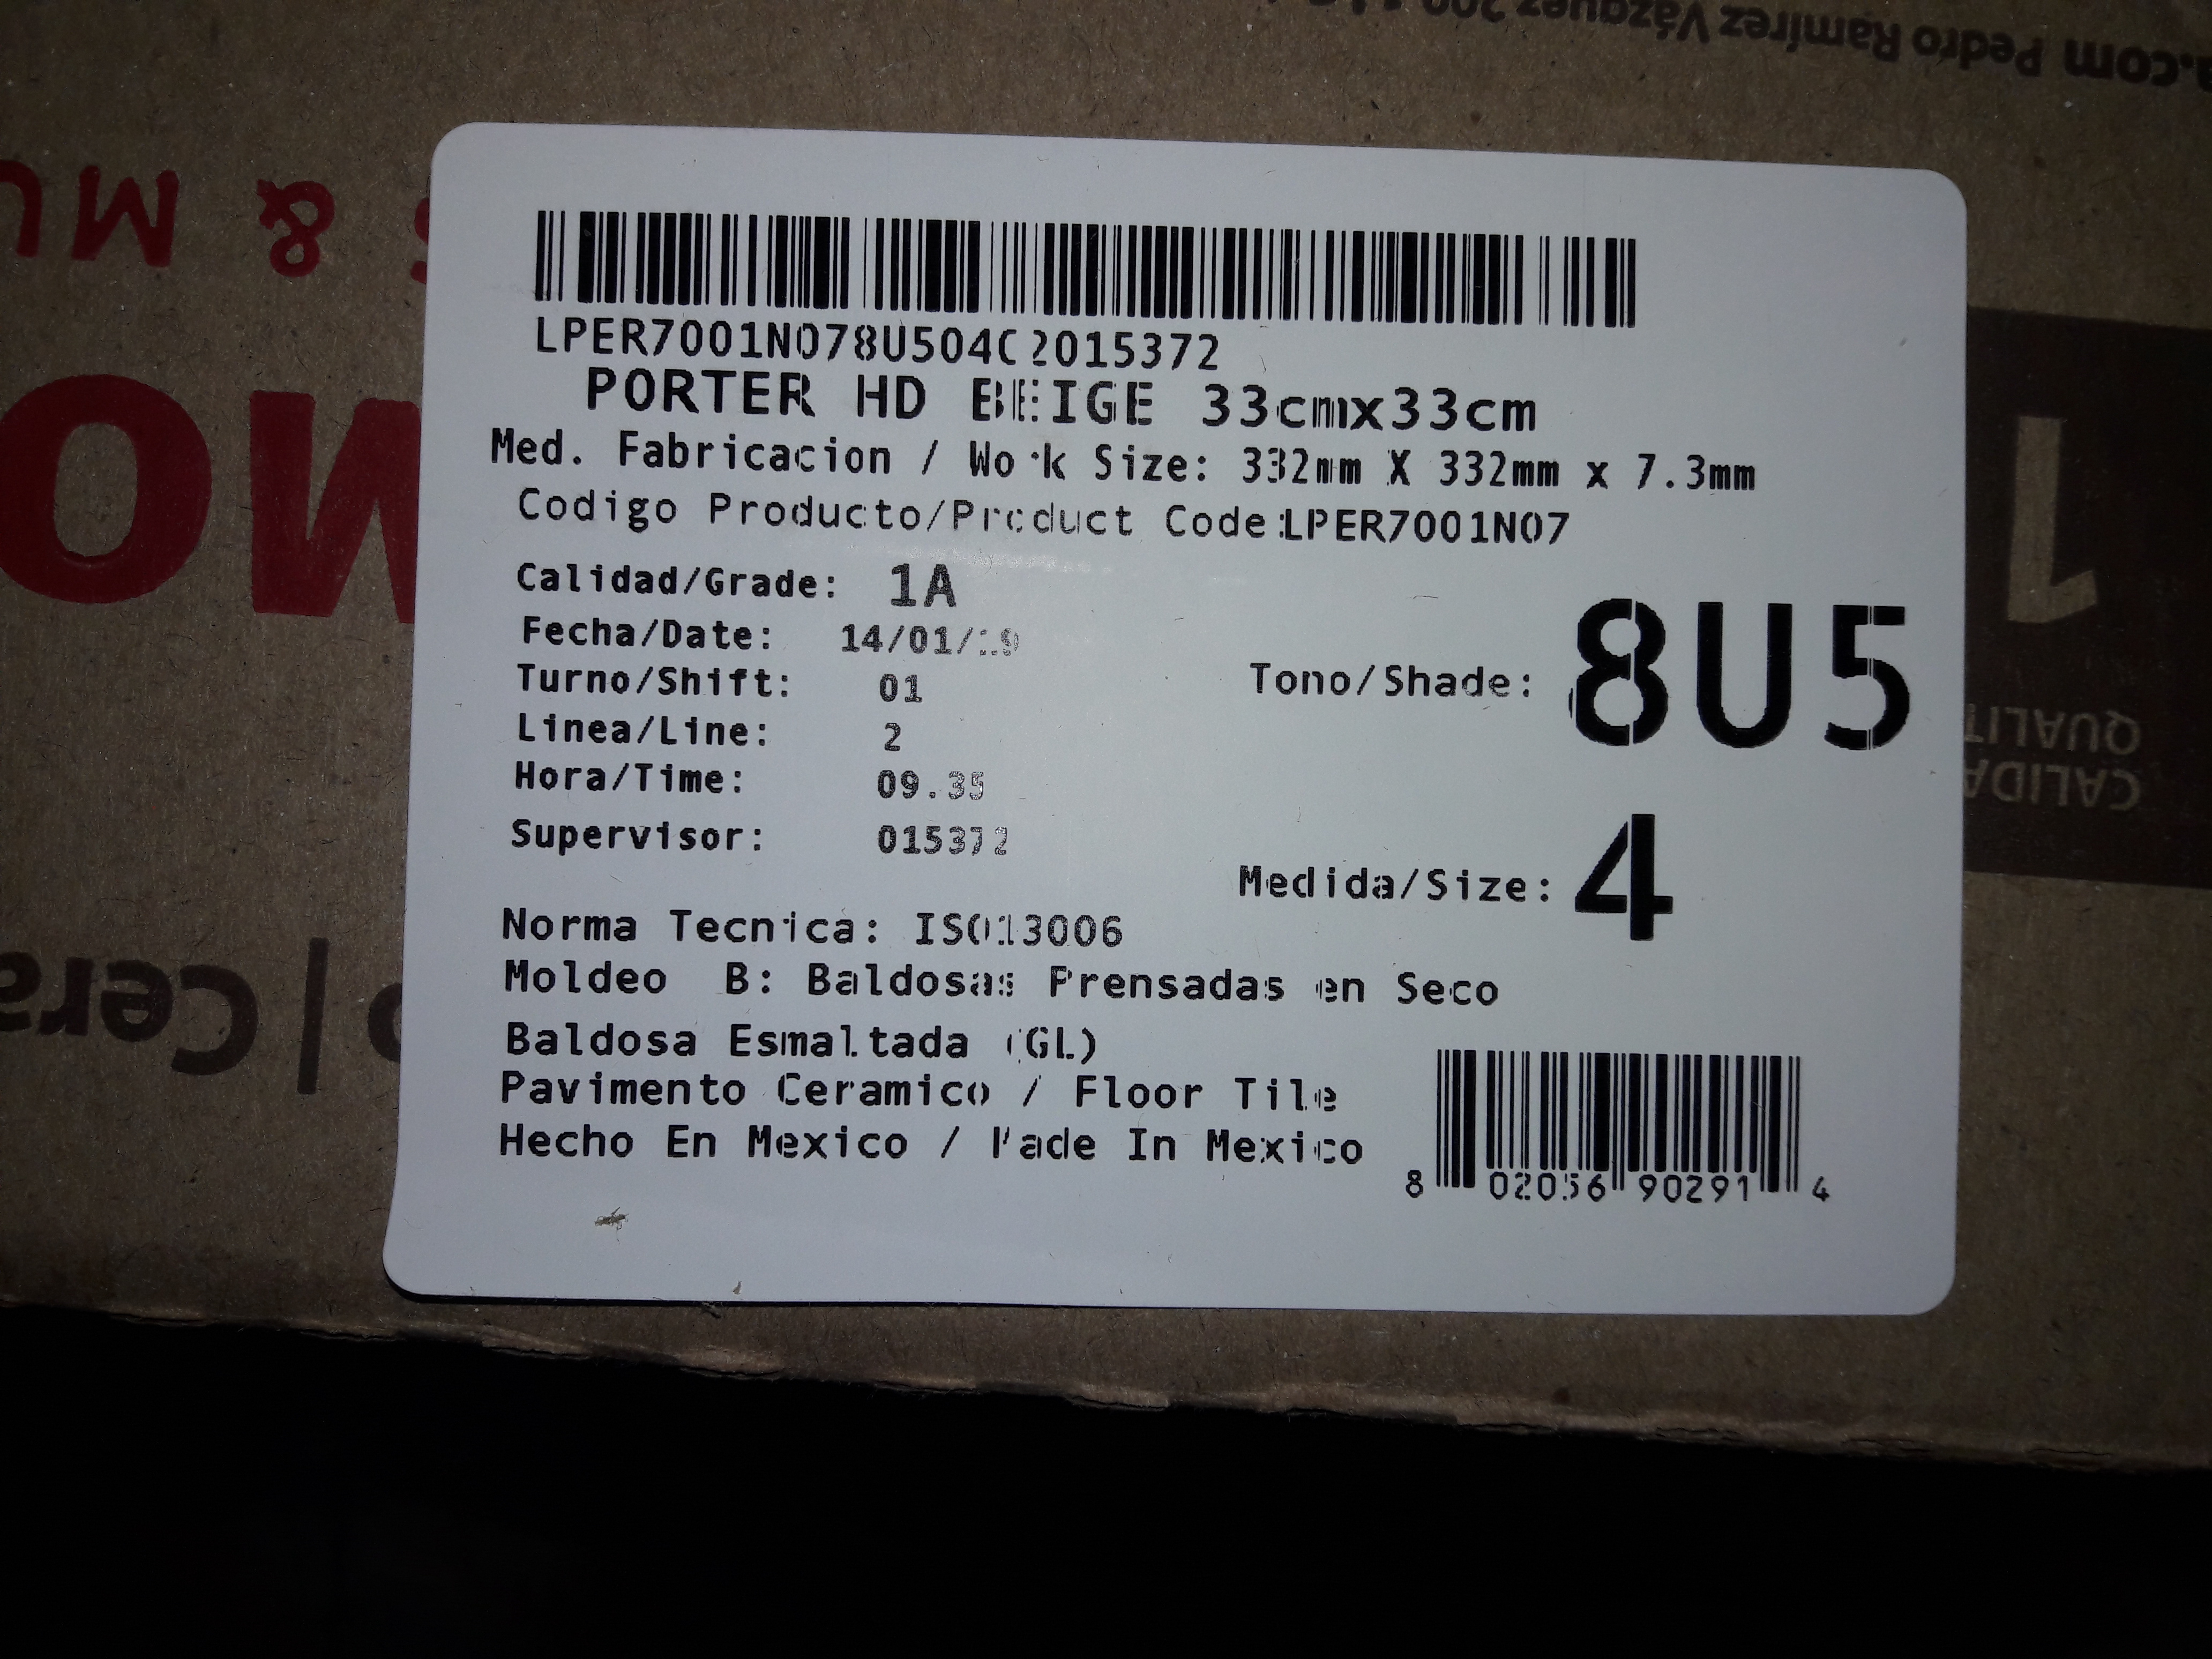 LPER7001N078U504C2015372
PORTER HD BEIGE 33cmx33cm
Med. Fabricacion / Work Size: 332mm X 332mm x 7.3mm
Codigo Producto/Product Code:LPER7001N07
Calidad/Grade: 1A
Fecha/Date: 14/01/19
Turno/Shift: 01
Tono/Shade: 8U5
Linea/Line: 2
Hora/Time: 09.35
Supervisor: 015372
Medida/Size: 4
Norma Tecnica: ISO13006
Moldeo B: Baldosas Prensadas en Seco
Baldosa Esmaltada (GL)
Pavimento Ceramico / Floor Tile
Hecho En Mexico / Made In Mexico
8 02056 90291 4
MO
& MU
| Cera
CALIDA
QUALIT
1
.com Pedro Ramírez Vázquez 200